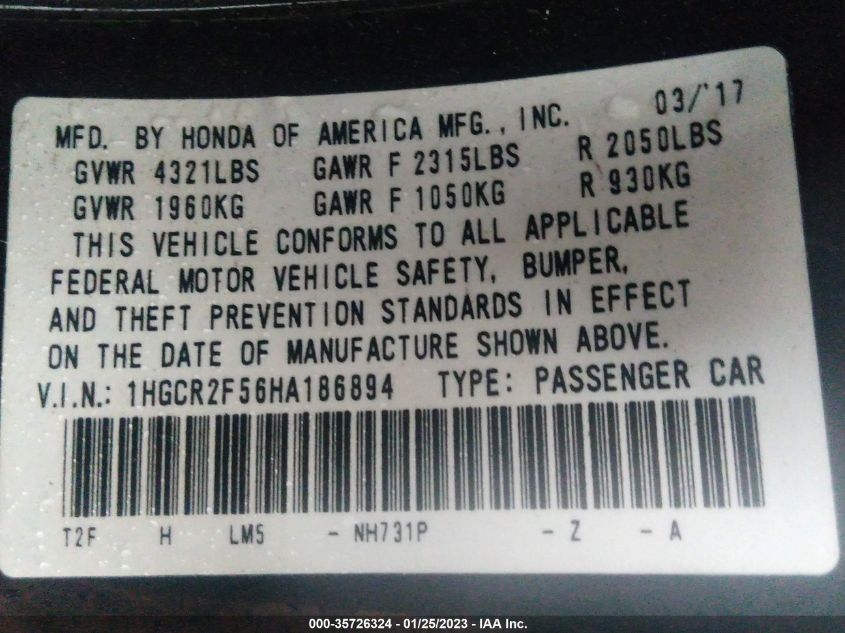 MFD. BY HONDA OF AMERICA MFG., INC. 03/'17
GVWR 4321LBS GAWR F 2315LBS R 2050LBS
GVWR 1960KG GAWR F 1050KG R 930KG
THIS VEHICLE CONFORMS TO ALL APPLICABLE
FEDERAL MOTOR VEHICLE SAFETY, BUMPER,
AND THEFT PREVENTION STANDARDS IN EFFECT
ON THE DATE OF MANUFACTURE SHOWN ABOVE.
V.I.N.: 1HGCR2F56HA186894 TYPE: PASSENGER CAR
T2F H LM5 - NH731P - Z - A
000-35726324 - 01/25/2023 - IAA Inc.